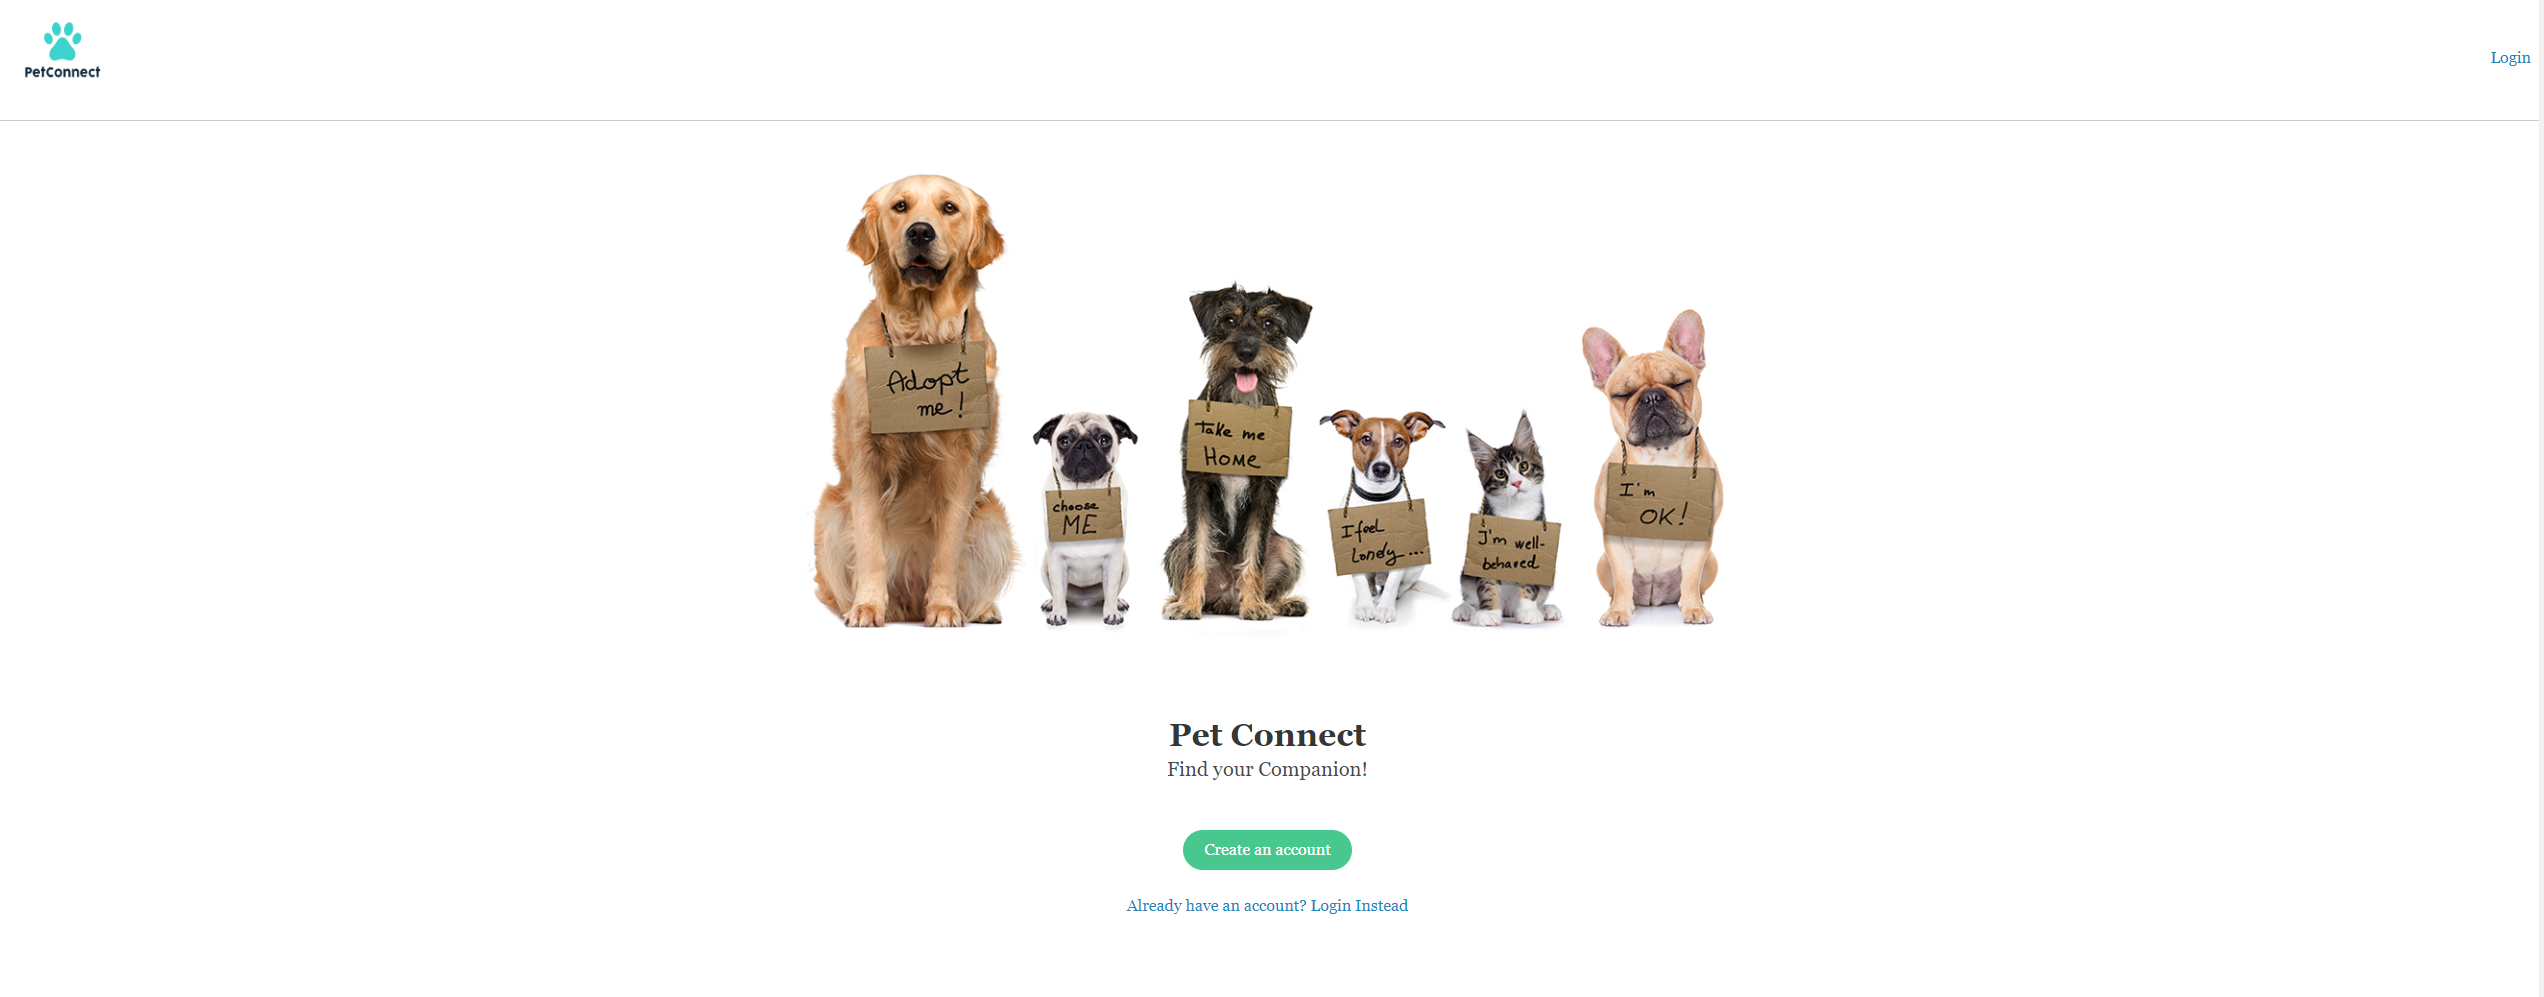 PetConnect
Login
Adopt
me!
choose
ME
Take me
HOME
I feel
Lonely...
I'm well-
behaved
I'm
OK!
Pet Connect
Find your Companion!
Create an account
Already have an account? Login Instead